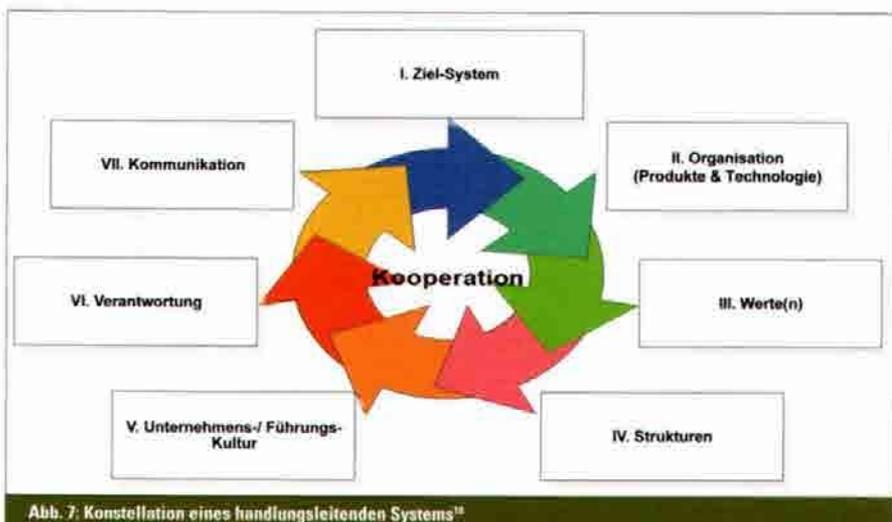 I. Ziel-System
II. Organisation
(Produkte & Technologie)
III. Werte(n)
IV. Strukturen
V. Unternehmens-/ Führungs-
Kultur
VI. Verantwortung
VII. Kommunikation
Kooperation
Abb. 7: Konstellation eines handlungsleitenden Systems¹⁸